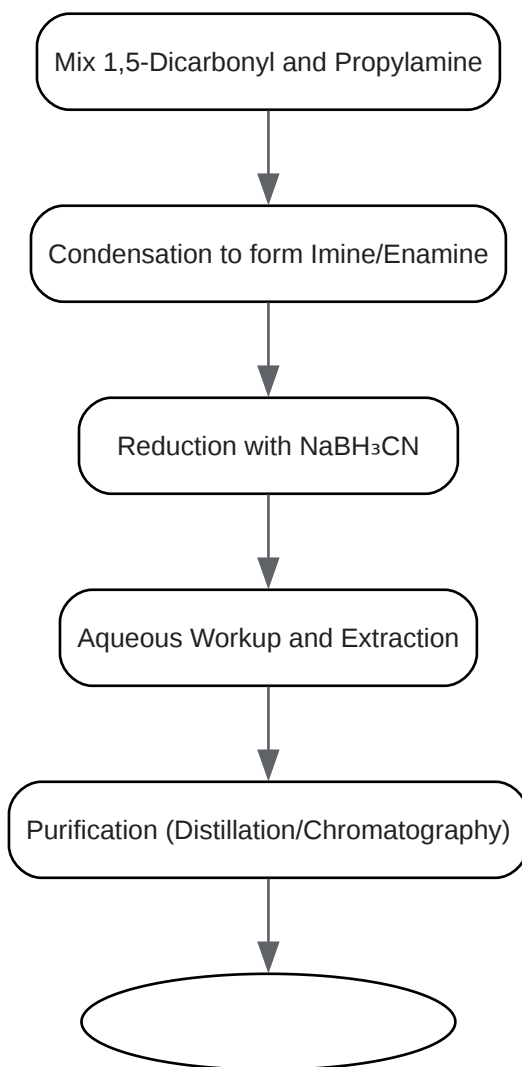 Mix 1,5-Dicarbonyl and Propylamine
Condensation to form Imine/Enamine
Reduction with NaBH₃CN
Aqueous Workup and Extraction
Purification (Distillation/Chromatography)